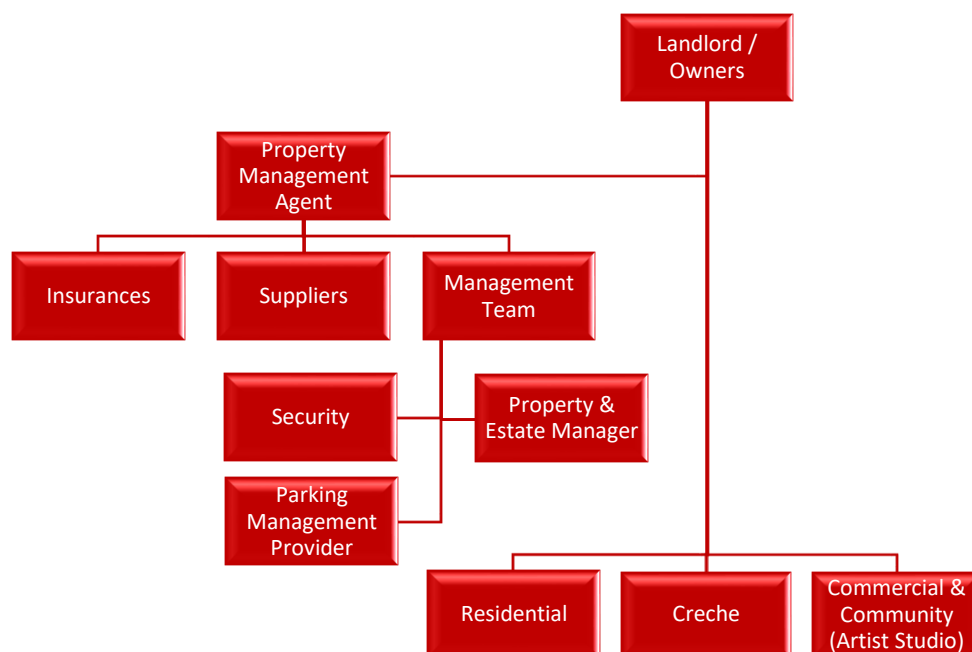 Landlord /
Owners
Property
Management
Agent
Insurances
Suppliers
Management
Team
Security
Property &
Estate Manager
Parking
Management
Provider
Residential
Creche
Commercial &
Community
(Artist Studio)